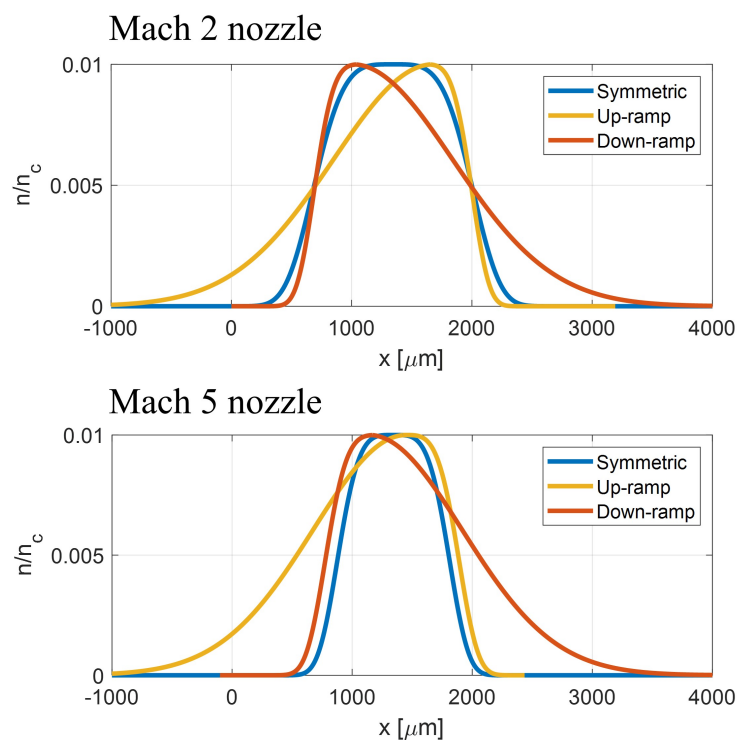 Mach 2 nozzle
0.01
0.005
0
n/n_c
Symmetric
Up-ramp
Down-ramp
-1000
0
1000
2000
3000
4000
x [μm]
Mach 5 nozzle
0.01
0.005
0
n/n_c
Symmetric
Up-ramp
Down-ramp
-1000
0
1000
2000
3000
4000
x [μm]